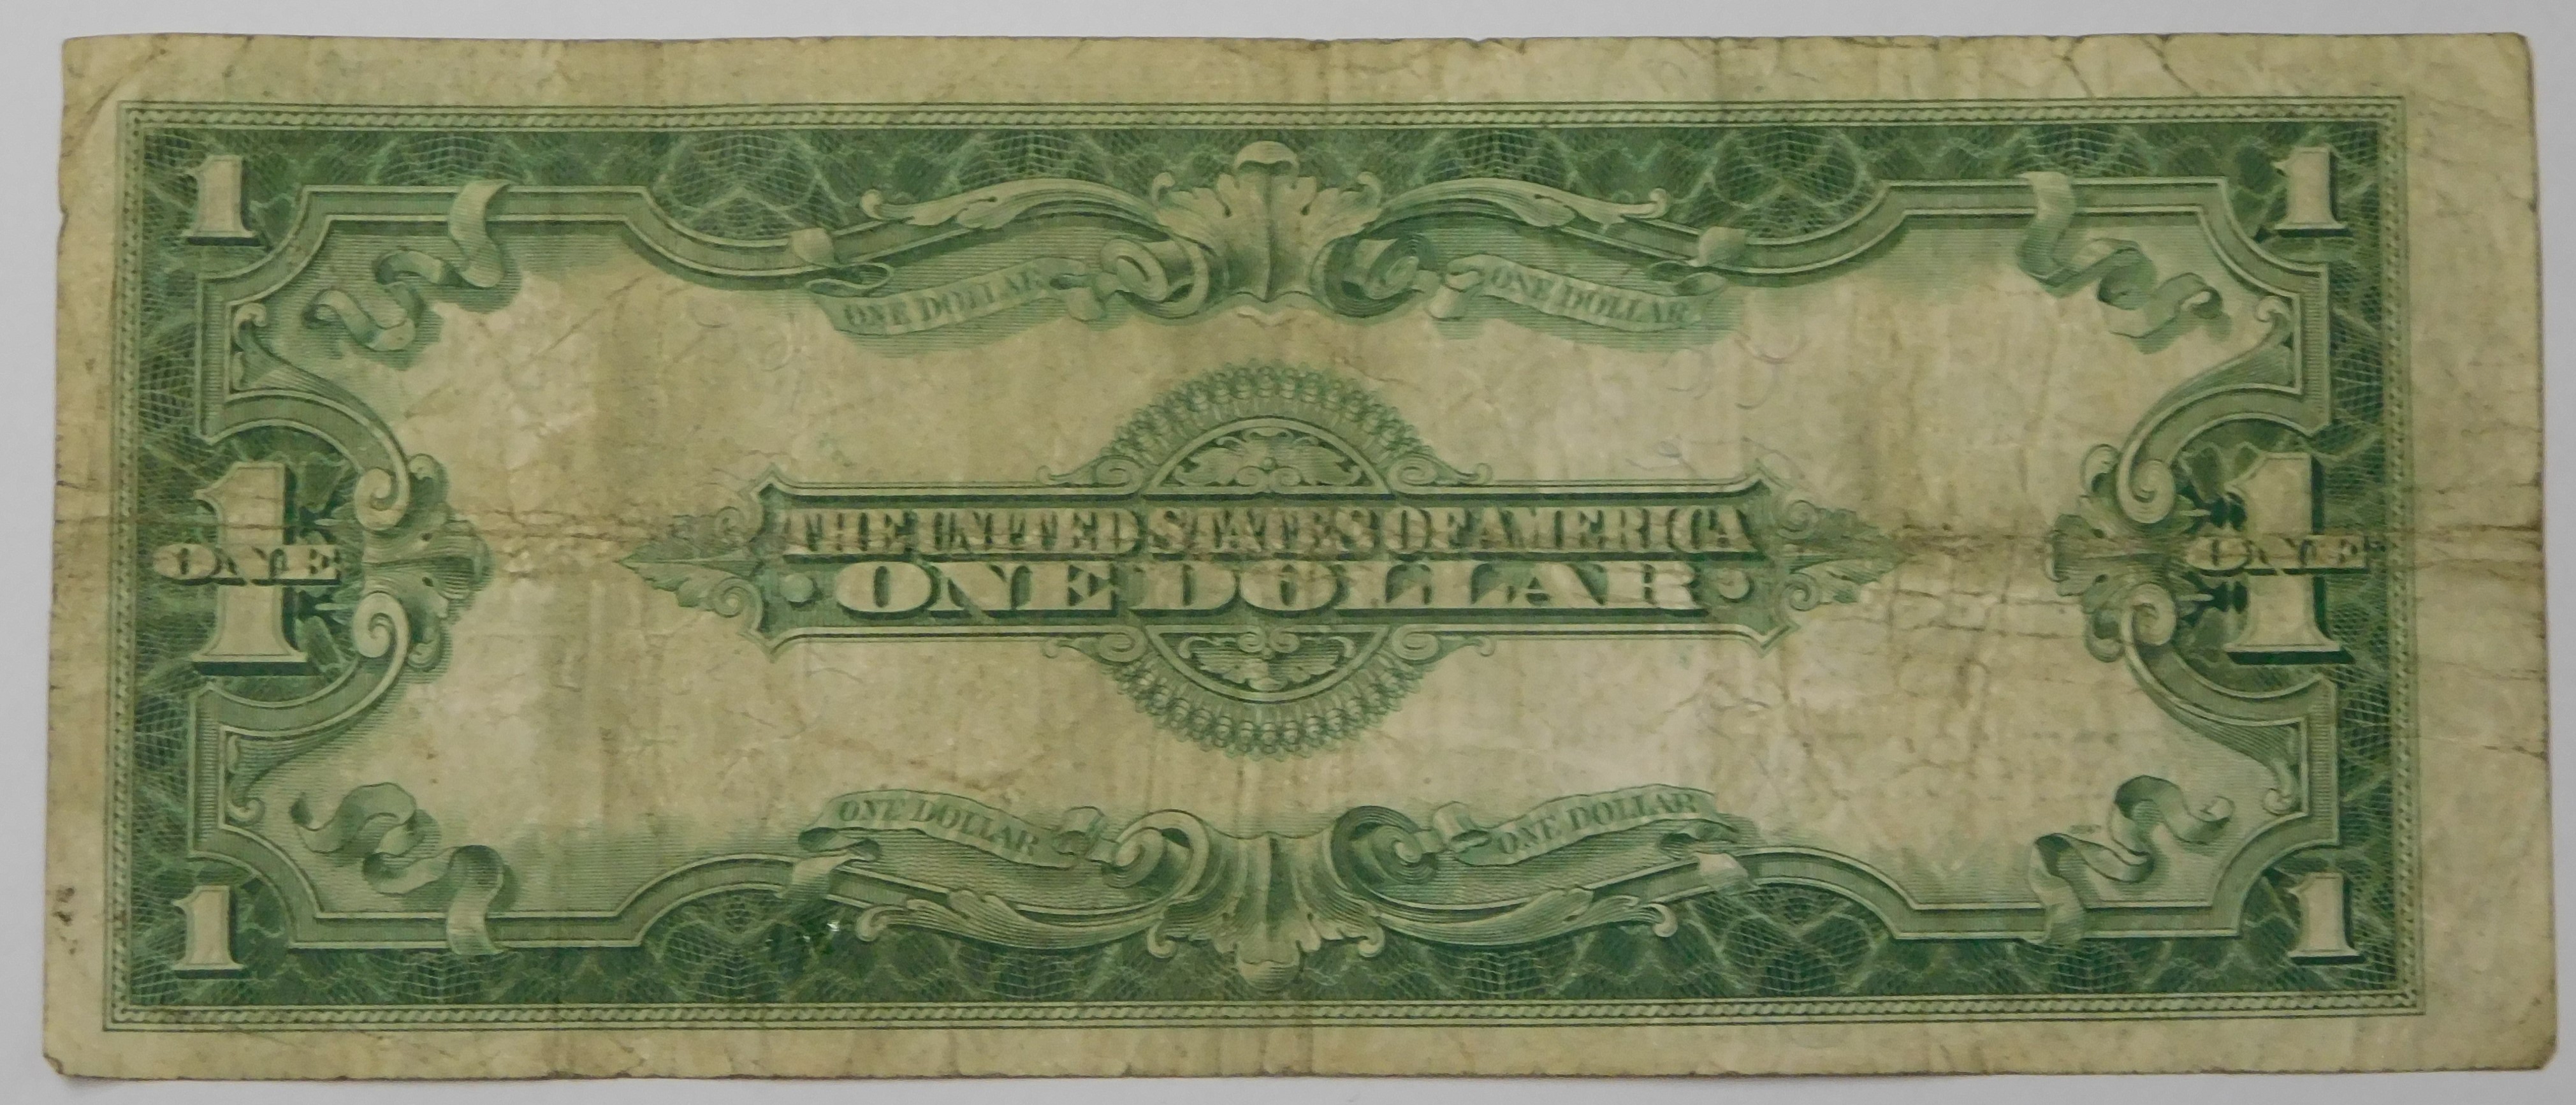 1 1
ONE DOLLAR ONE DOLLAR
THE UNITED STATES OF AMERICA
1 ONE · ONE DOLLAR · 1 ONE
ONE DOLLAR ONE DOLLAR
1 1